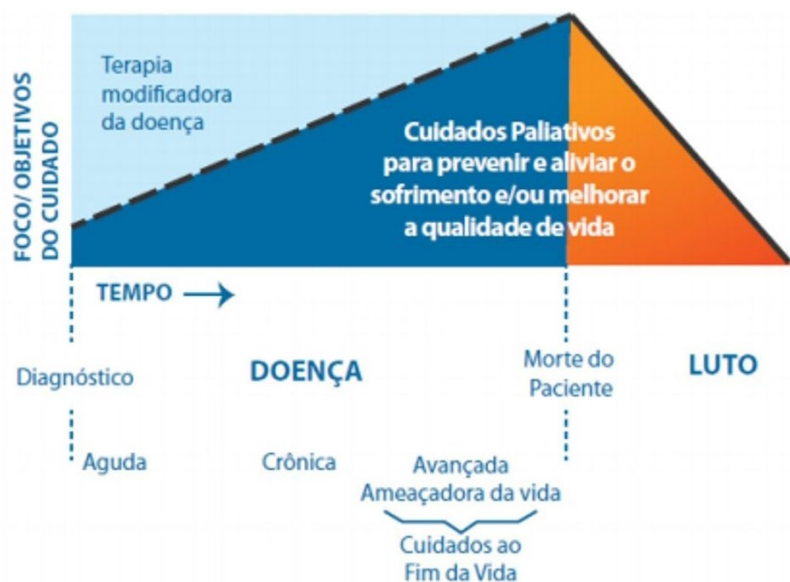 FOCO/ OBJETIVOS
DO CUIDADO
Terapia
modificadora
da doença
Cuidados Paliativos
para prevenir e aliviar o
sofrimento e/ou melhorar
a qualidade de vida
TEMPO
Diagnóstico
DOENÇA
Morte do
Paciente
LUTO
Aguda
Crônica
Avançada
Ameaçadora da vida
Cuidados ao
Fim da Vida